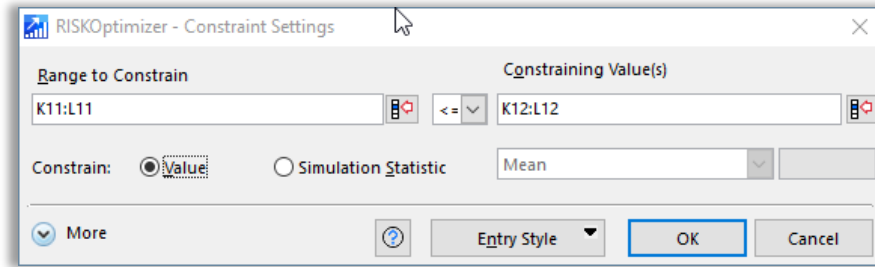 RISKOptimizer - Constraint Settings
Range to Constrain Constraining Value(s)
K11:L11 <= K12:L12
Constrain: Value Simulation Statistic Mean
More ? Entry Style OK Cancel